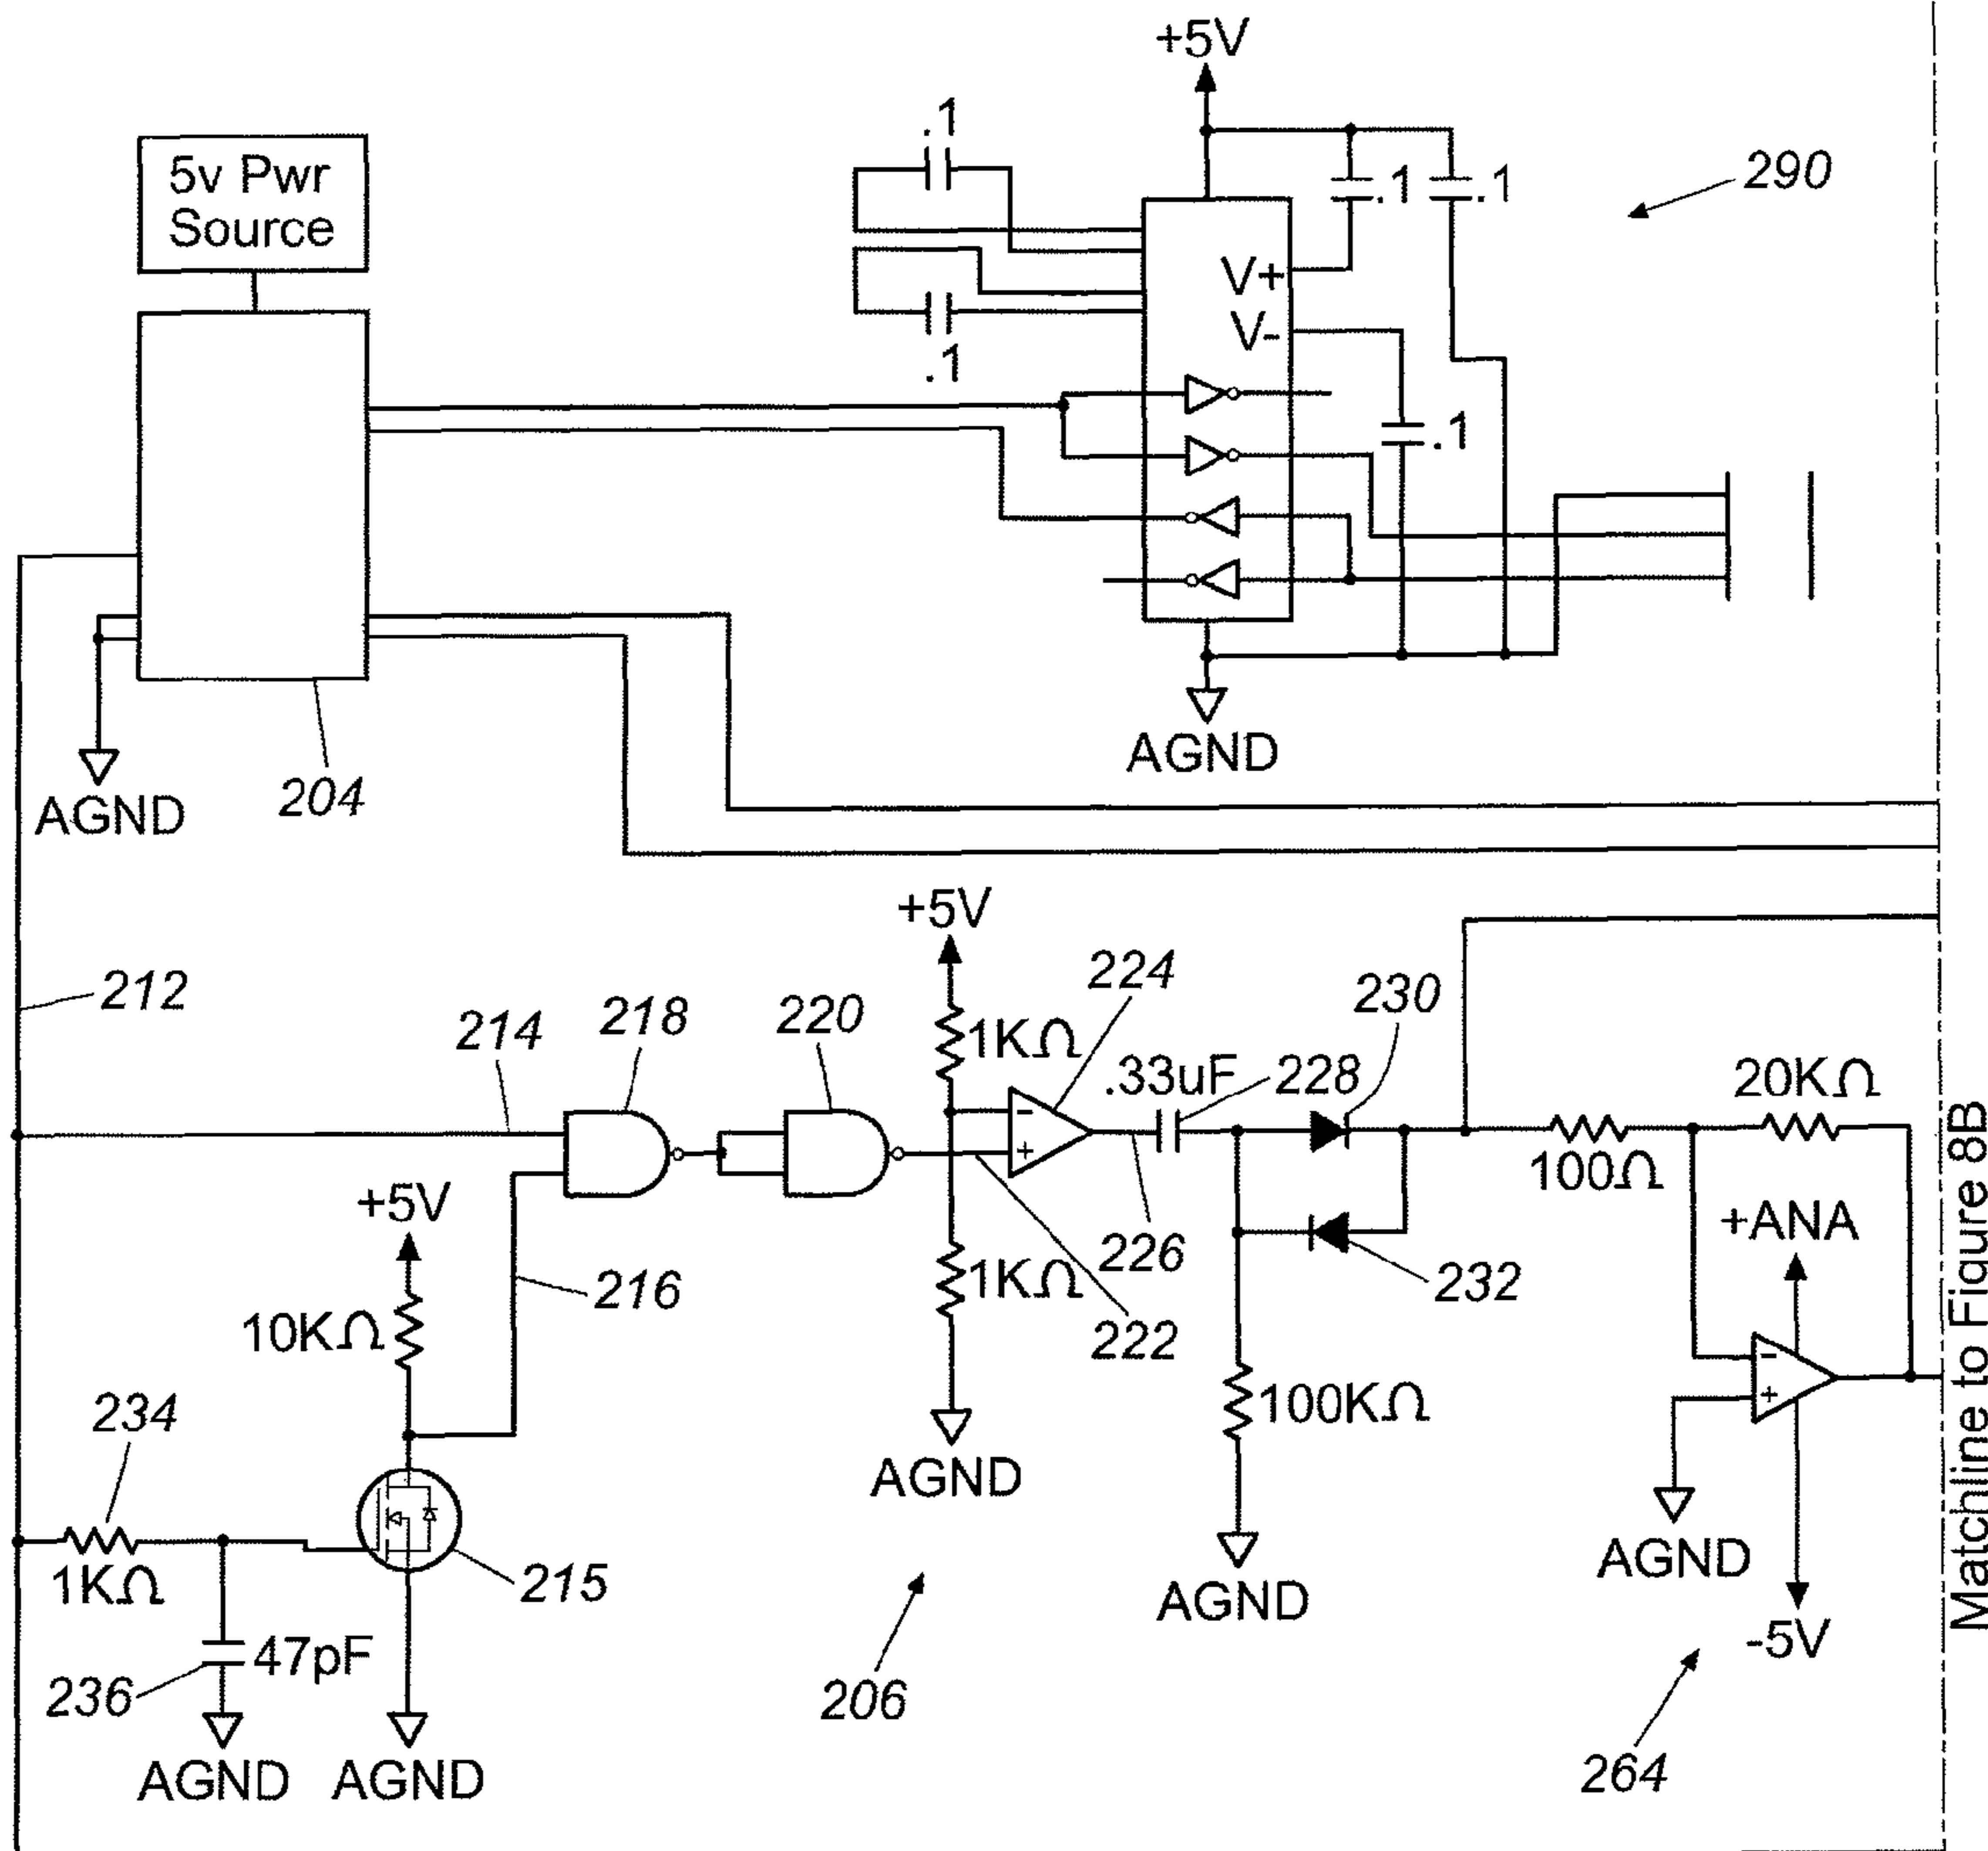 +5V
.1
5v Pwr
Source
290
.1
.1
V+
V-
.1
.1
AGND
AGND
204
+5V
212
224
230
214
218
220
1KΩ
.33uF
228
20KΩ
100Ω
+5V
+ANA
216
226
232
1KΩ
222
10KΩ
234
100KΩ
AGND
1KΩ
215
AGND
AGND
47pF
236
206
-5V
264
AGND
AGND
Matchline to Figure 8B
-
+
-
+